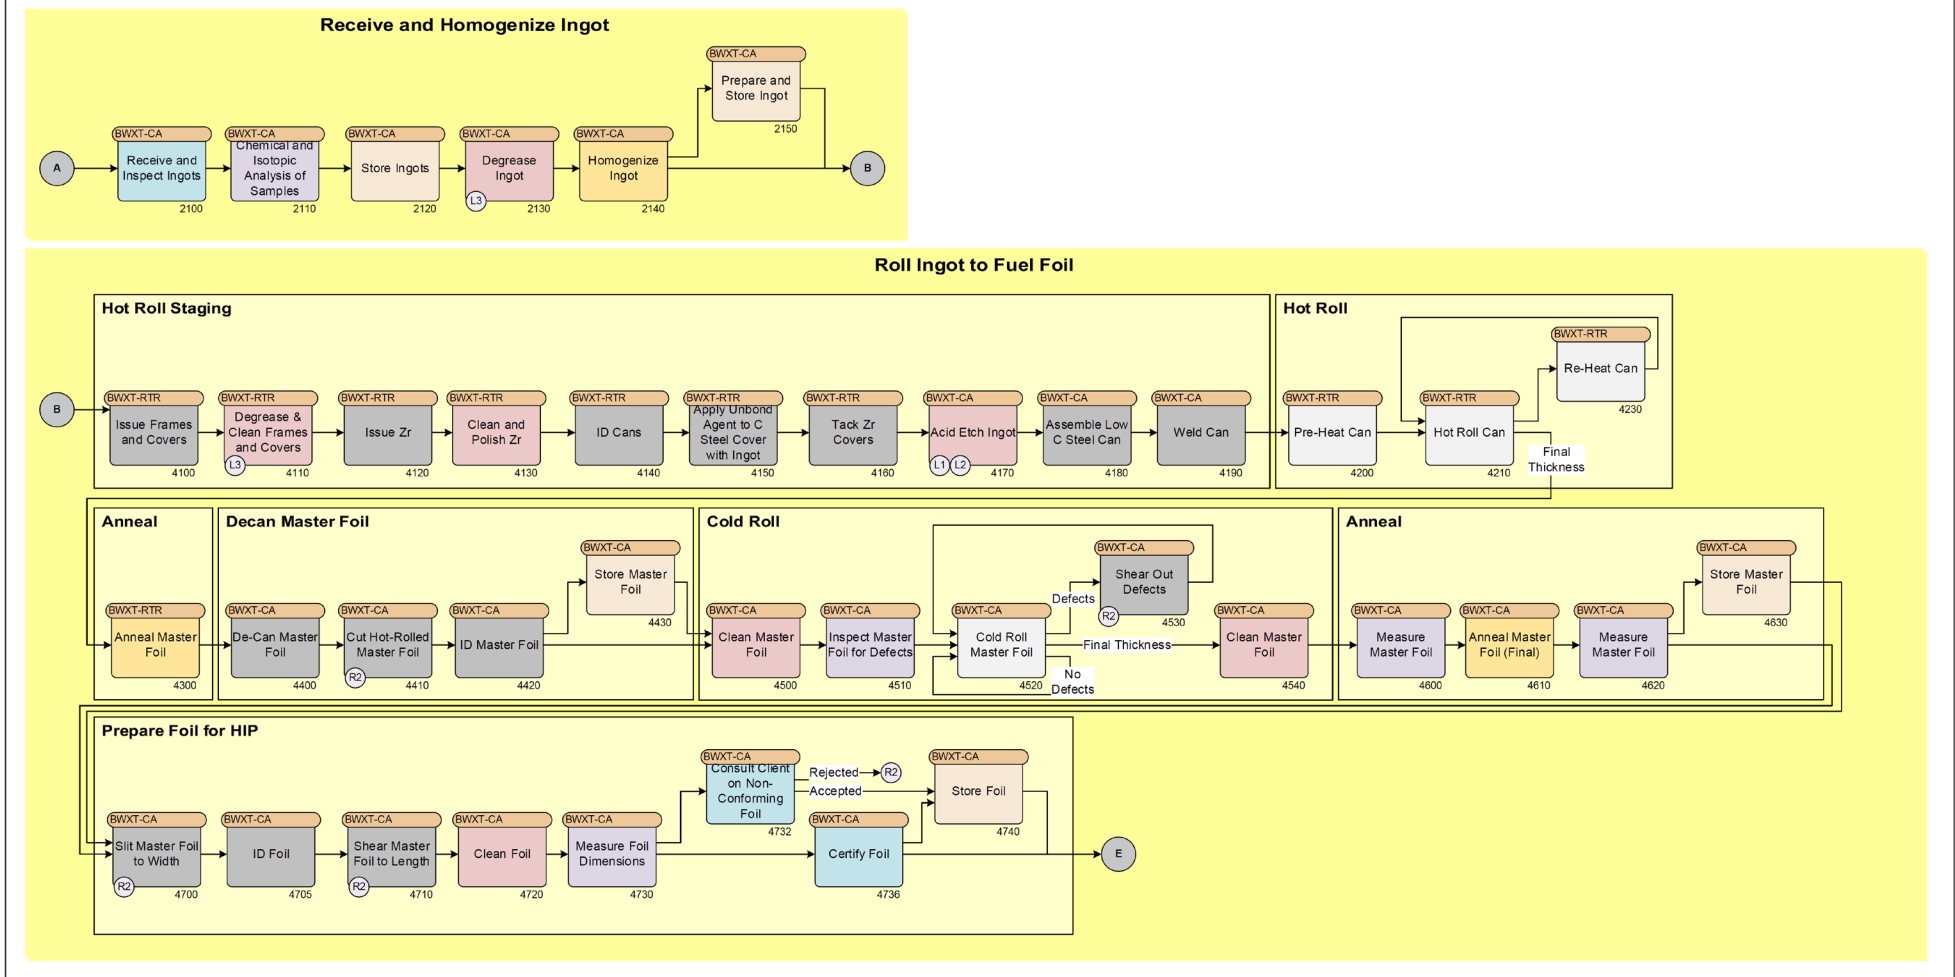 Receive and Homogenize Ingot
BWXT-CA
Prepare and
Store Ingot
2150
A
BWXT-CA
Receive and
Inspect Ingots
2100
BWXT-CA
Chemical and
Isotopic
Analysis of
Samples
2110
BWXT-CA
Store Ingots
2120
BWXT-CA
Degrease
Ingot
L3
2130
BWXT-CA
Homogenize
Ingot
2140
B
Roll Ingot to Fuel Foil
Hot Roll Staging
B
BWXT-RTR
Issue Frames
and Covers
4100
BWXT-RTR
Degrease &
Clean Frames
and Covers
L3
4110
BWXT-RTR
Issue Zr
4120
BWXT-RTR
Clean and
Polish Zr
4130
BWXT-RTR
ID Cans
4140
BWXT-RTR
Apply Unbond
Agent to C
Steel Cover
with Ingot
4150
BWXT-RTR
Tack Zr
Covers
4160
BWXT-CA
Acid Etch Ingot
L1
L2
4170
BWXT-CA
Assemble Low
C Steel Can
4180
BWXT-CA
Weld Can
4190
Hot Roll
BWXT-RTR
Pre-Heat Can
4200
BWXT-RTR
Hot Roll Can
4210
BWXT-RTR
Re-Heat Can
4230
Final
Thickness
Anneal
BWXT-RTR
Anneal Master
Foil
4300
Decan Master Foil
BWXT-CA
De-Can Master
Foil
4400
BWXT-CA
Cut Hot-Rolled
Master Foil
R2
4410
BWXT-CA
ID Master Foil
4420
BWXT-CA
Store Master
Foil
4430
Cold Roll
BWXT-CA
Clean Master
Foil
4500
BWXT-CA
Inspect Master
Foil for Defects
4510
BWXT-CA
Cold Roll
Master Foil
4520
Defects
BWXT-CA
Shear Out
Defects
R2
4530
Final Thickness
No
Defects
BWXT-CA
Clean Master
Foil
4540
Anneal
BWXT-CA
Measure
Master Foil
4600
BWXT-CA
Anneal Master
Foil (Final)
4610
BWXT-CA
Measure
Master Foil
4620
BWXT-CA
Store Master
Foil
4630
Prepare Foil for HIP
BWXT-CA
Slit Master Foil
to Width
R2
4700
BWXT-CA
ID Foil
4705
BWXT-CA
Shear Master
Foil to Length
R2
4710
BWXT-CA
Clean Foil
4720
BWXT-CA
Measure Foil
Dimensions
4730
BWXT-CA
Consult Client
on Non-
Conforming
Foil
4732
Rejected
R2
Accepted
BWXT-CA
Certify Foil
4736
BWXT-CA
Store Foil
4740
E